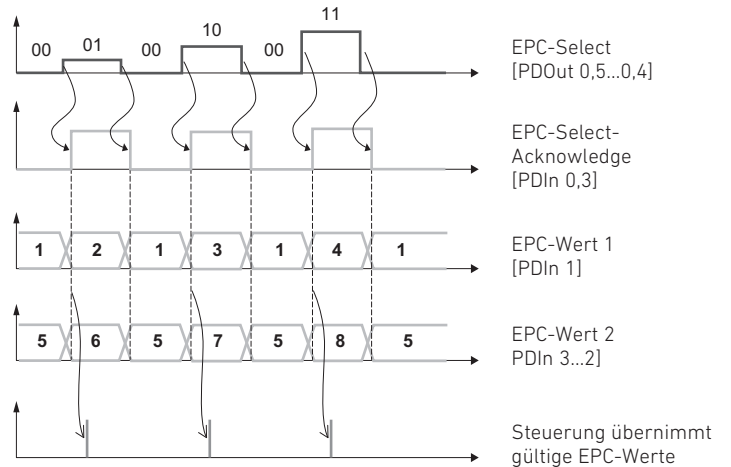 00 01 00 10 00 11
EPC-Select
[PDOut 0,5...0,4]
EPC-Select-
Acknowledge
[PDIn 0,3]
1 2 1 3 1 4 1
EPC-Wert 1
[PDIn 1]
5 6 5 7 5 8 5
EPC-Wert 2
PDIn 3...2]
Steuerung übernimmt
gültige EPC-Werte